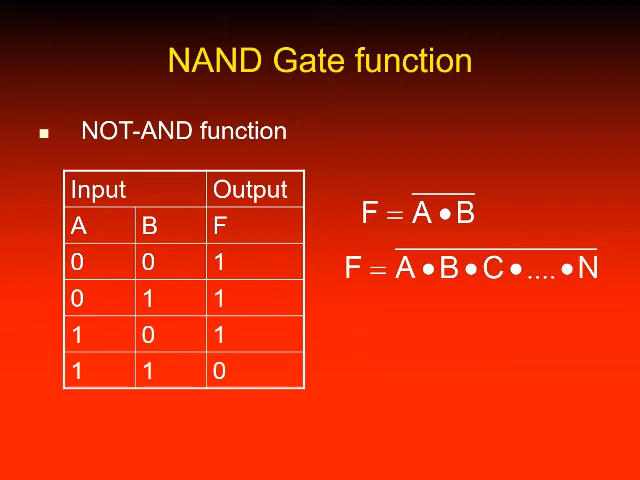 NAND Gate function
NOT-AND function
Input Output
A B F
0 0 1
0 1 1
1 0 1
1 1 0
F = A̅ ̅•̅ ̅B̅
F = A̅ ̅•̅ ̅B̅ ̅•̅ ̅C̅ ̅•̅ ̅.̅.̅.̅.̅ ̅•̅ ̅N̅